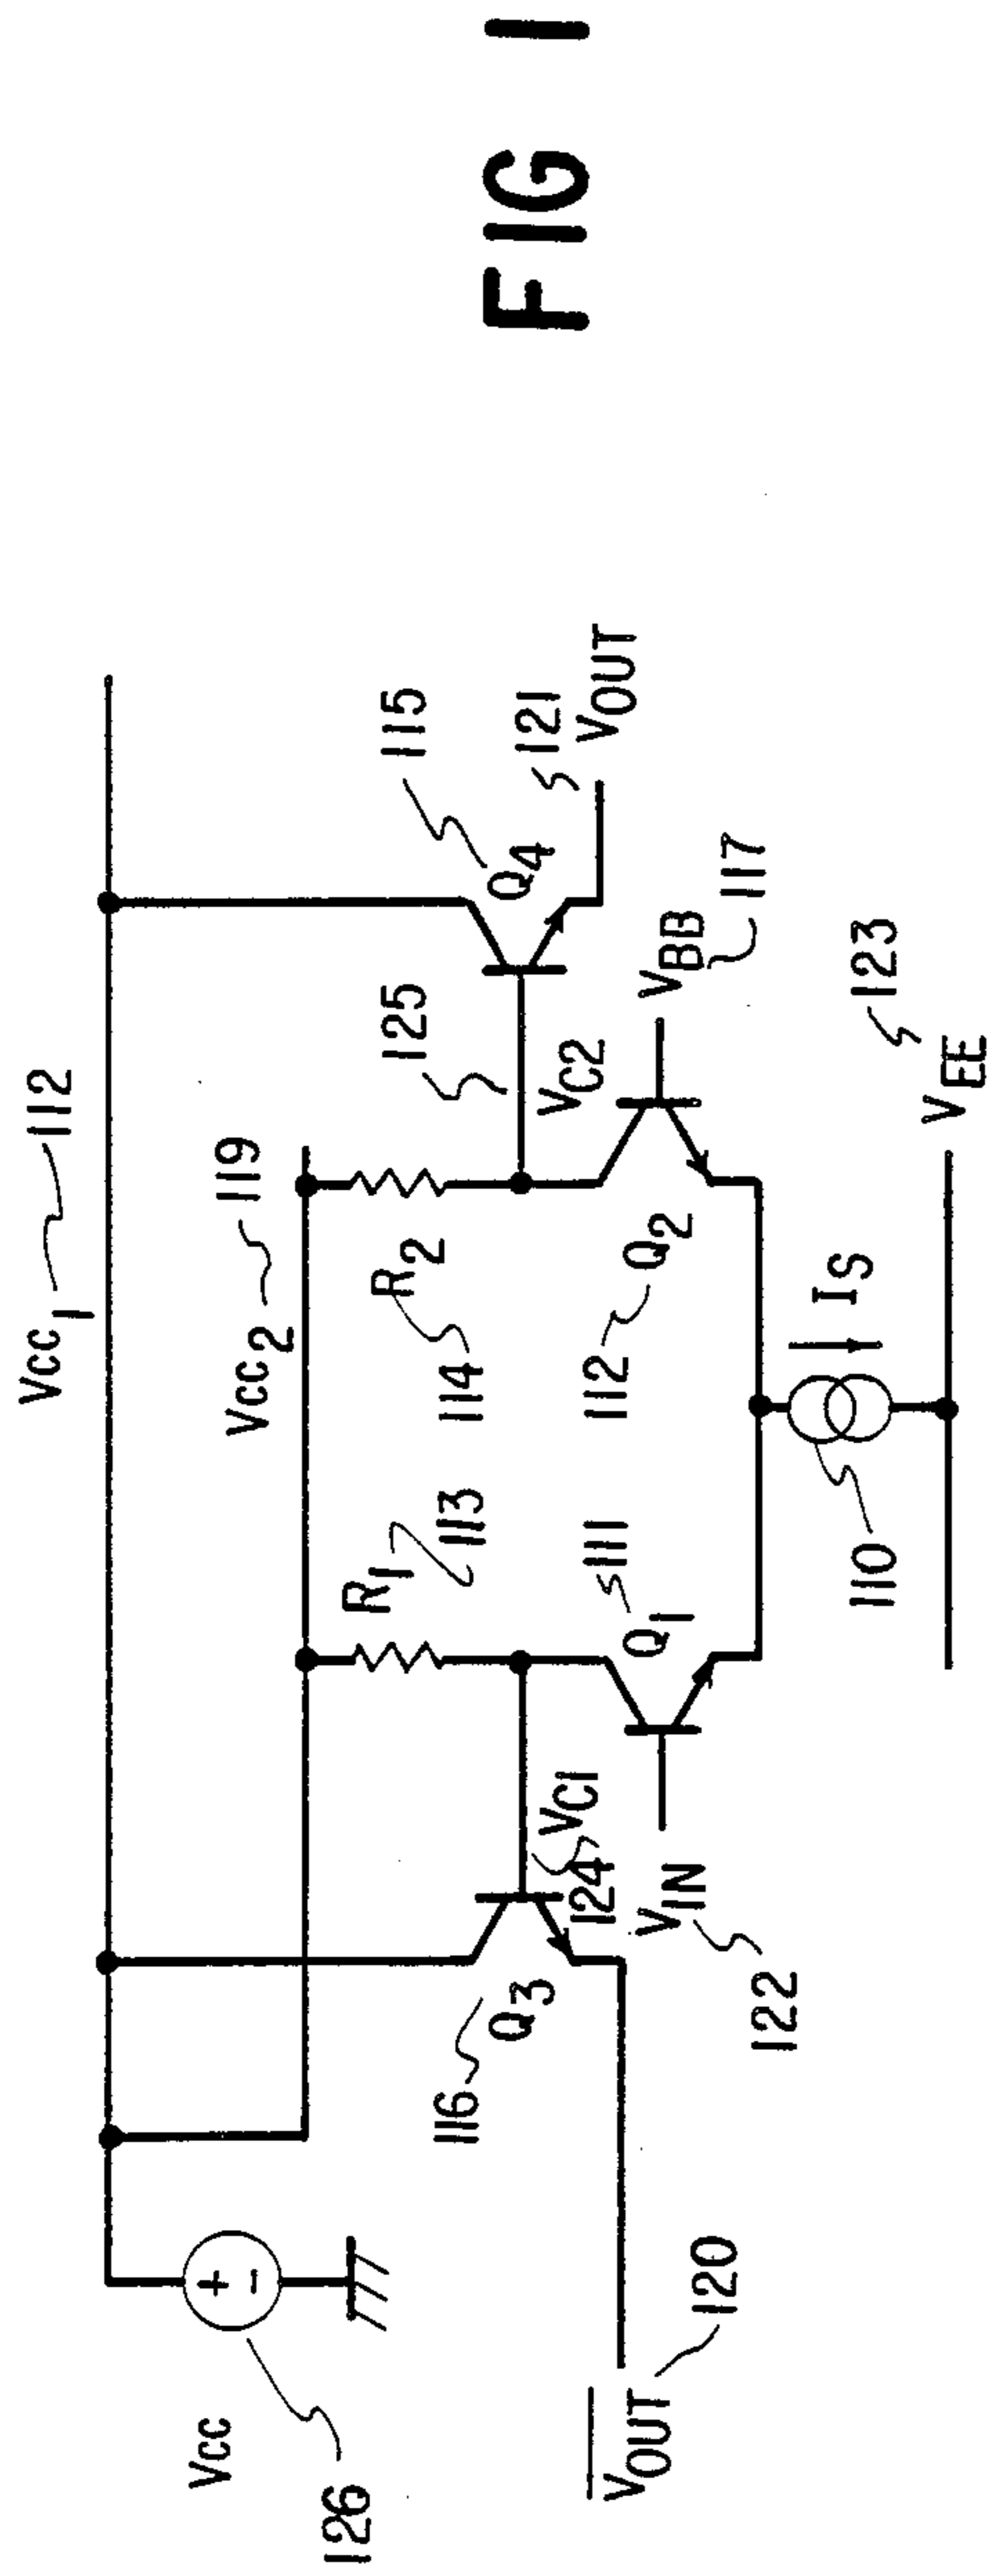 Vcc1 112
Vcc2 119
Vcc
126
+ -
R1
113
R2
114
115
Q4
125
121
VOUT
VC2
VBB
117
Q3
116
VC1
124
Q1
111
Q2
112
VIN
122
VOUT
120
IS
110
123
VEE
FIG 1